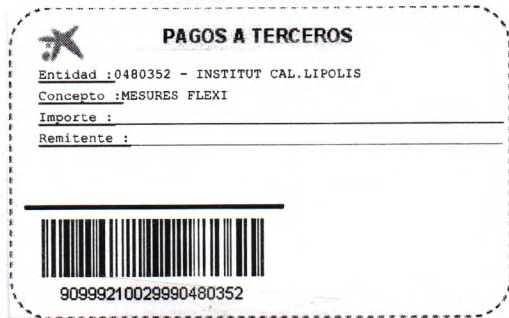 PAGOS A TERCEROS
Entidad :0480352 - INSTITUT CAL.LIPOLIS
Concepto :MESURES FLEXI
Importe :
Remitente :
90999210029990480352